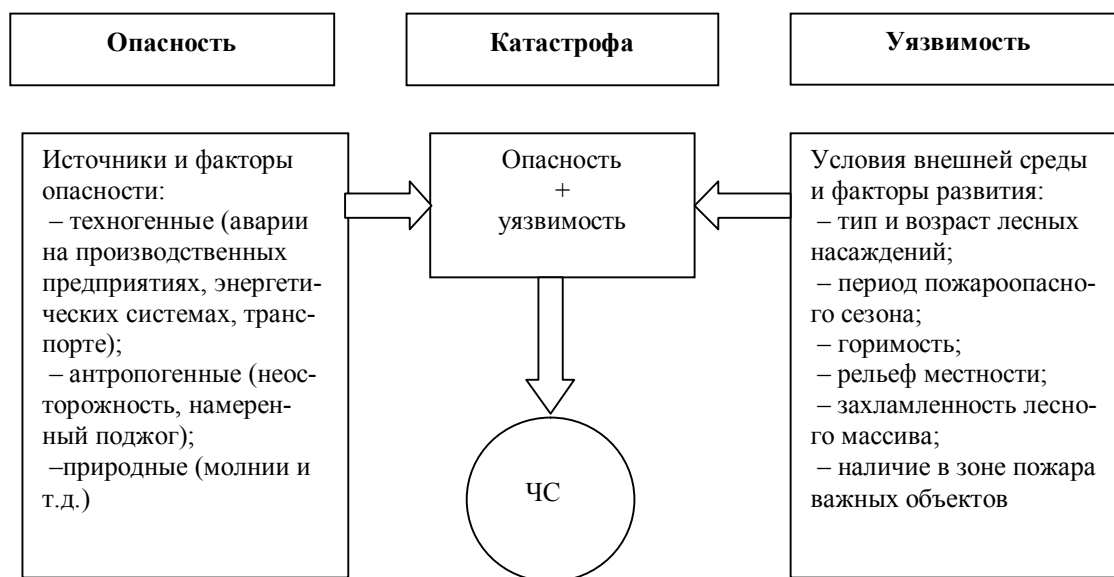 Опасность
Катастрофа
Уязвимость
Источники и факторы
опасности:
– техногенные (аварии
на производственных
предприятиях, энергети-
ческих системах, транс-
порте);
– антропогенные (неос-
торожность, намерен-
ный поджог);
–природные (молнии и
т.д.)
Опасность
+
уязвимость
ЧС
Условия внешней среды
и факторы развития:
– тип и возраст лесных
насаждений;
– период пожароопасно-
го сезона;
– горимость;
– рельеф местности;
– захламленность лесно-
го массива;
– наличие в зоне пожара
важных объектов